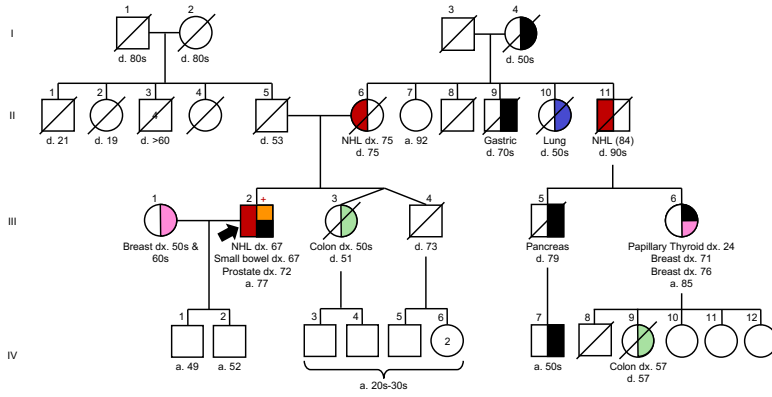 1 2 3 4
I
d. 80s d. 80s d. 50s
1 2 3 4 5 6 7 8 9 10 11
II
4
d. 21 d. 19 d. >60 d. 53 NHL dx. 75 a. 92 Gastric Lung NHL (84)
d. 75 d. 70s d. 50s d. 90s
1 2 + 3 4 5 6
III
Breast dx. 50s & NHL dx. 67 Colon dx. 50s d. 73 Pancreas Papillary Thyroid dx. 24
60s Small bowel dx. 67 d. 51 d. 79 Breast dx. 71
Prostate dx. 72 Breast dx. 76
a. 77 a. 85
1 2 3 4 5 6 7 8 9 10 11 12
IV
2
a. 49 a. 52 a. 50s Colon dx. 57
d. 57
a. 20s-30s